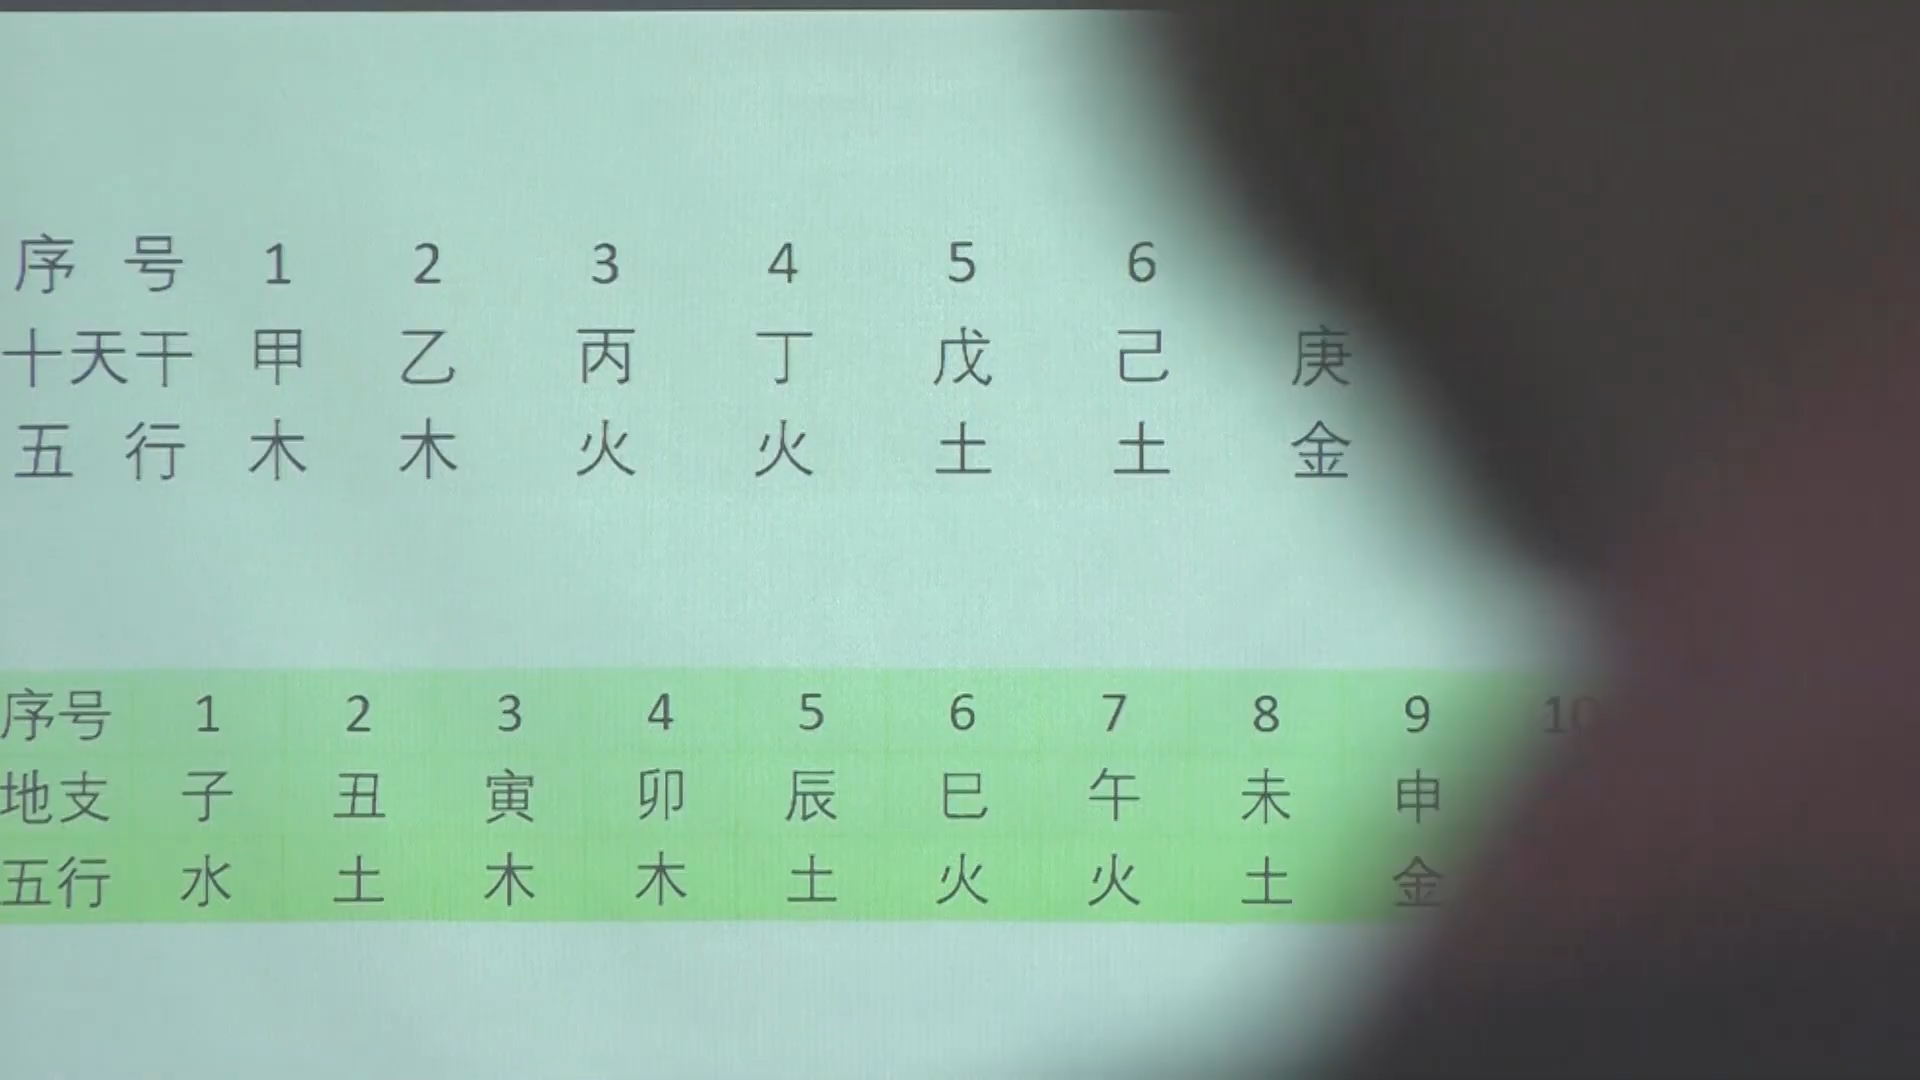 序 号 1 2 3 4 5 6
十天干 甲 乙 丙 丁 戊 己 庚
五 行 木 木 火 火 土 土 金
序号 1 2 3 4 5 6 7 8 9 10
地支 子 丑 寅 卯 辰 巳 午 未 申
五行 水 土 木 木 土 火 火 土 金